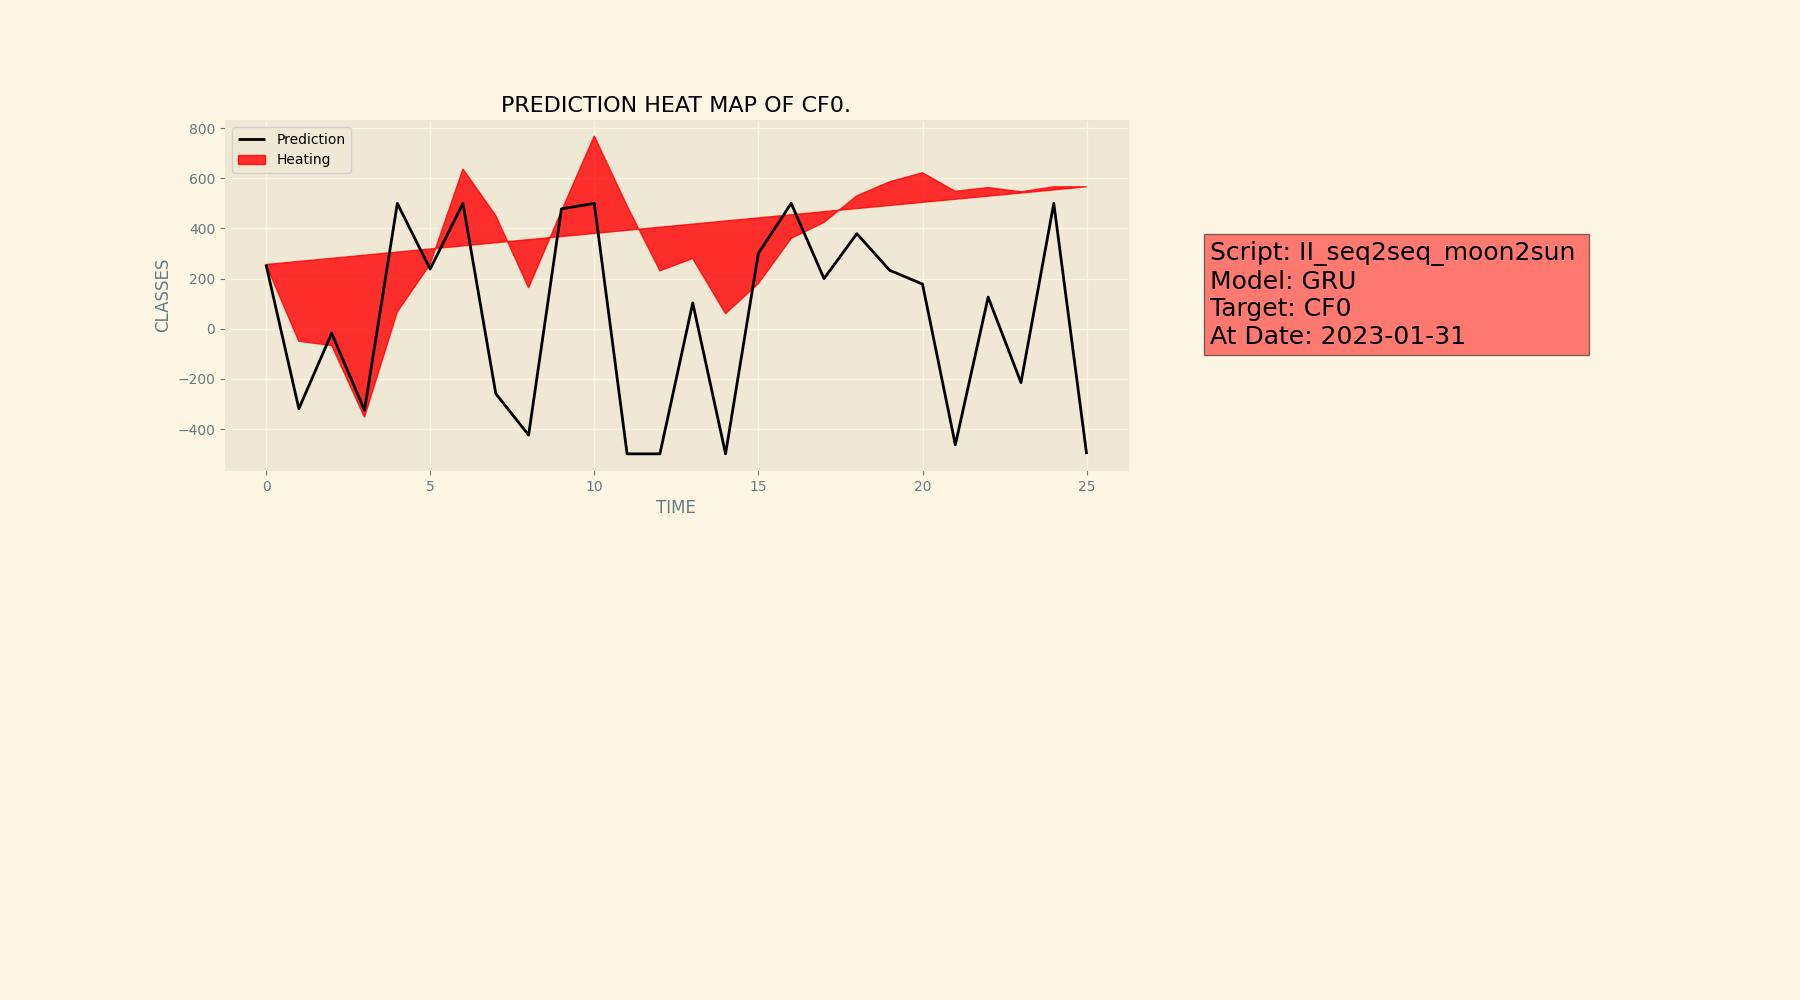 PREDICTION HEAT MAP OF CF0.
Prediction
Heating
800
600
400
200
0
−200
−400
CLASSES
0 5 10 15 20 25
TIME
Script: II_seq2seq_moon2sun
Model: GRU
Target: CF0
At Date: 2023-01-31